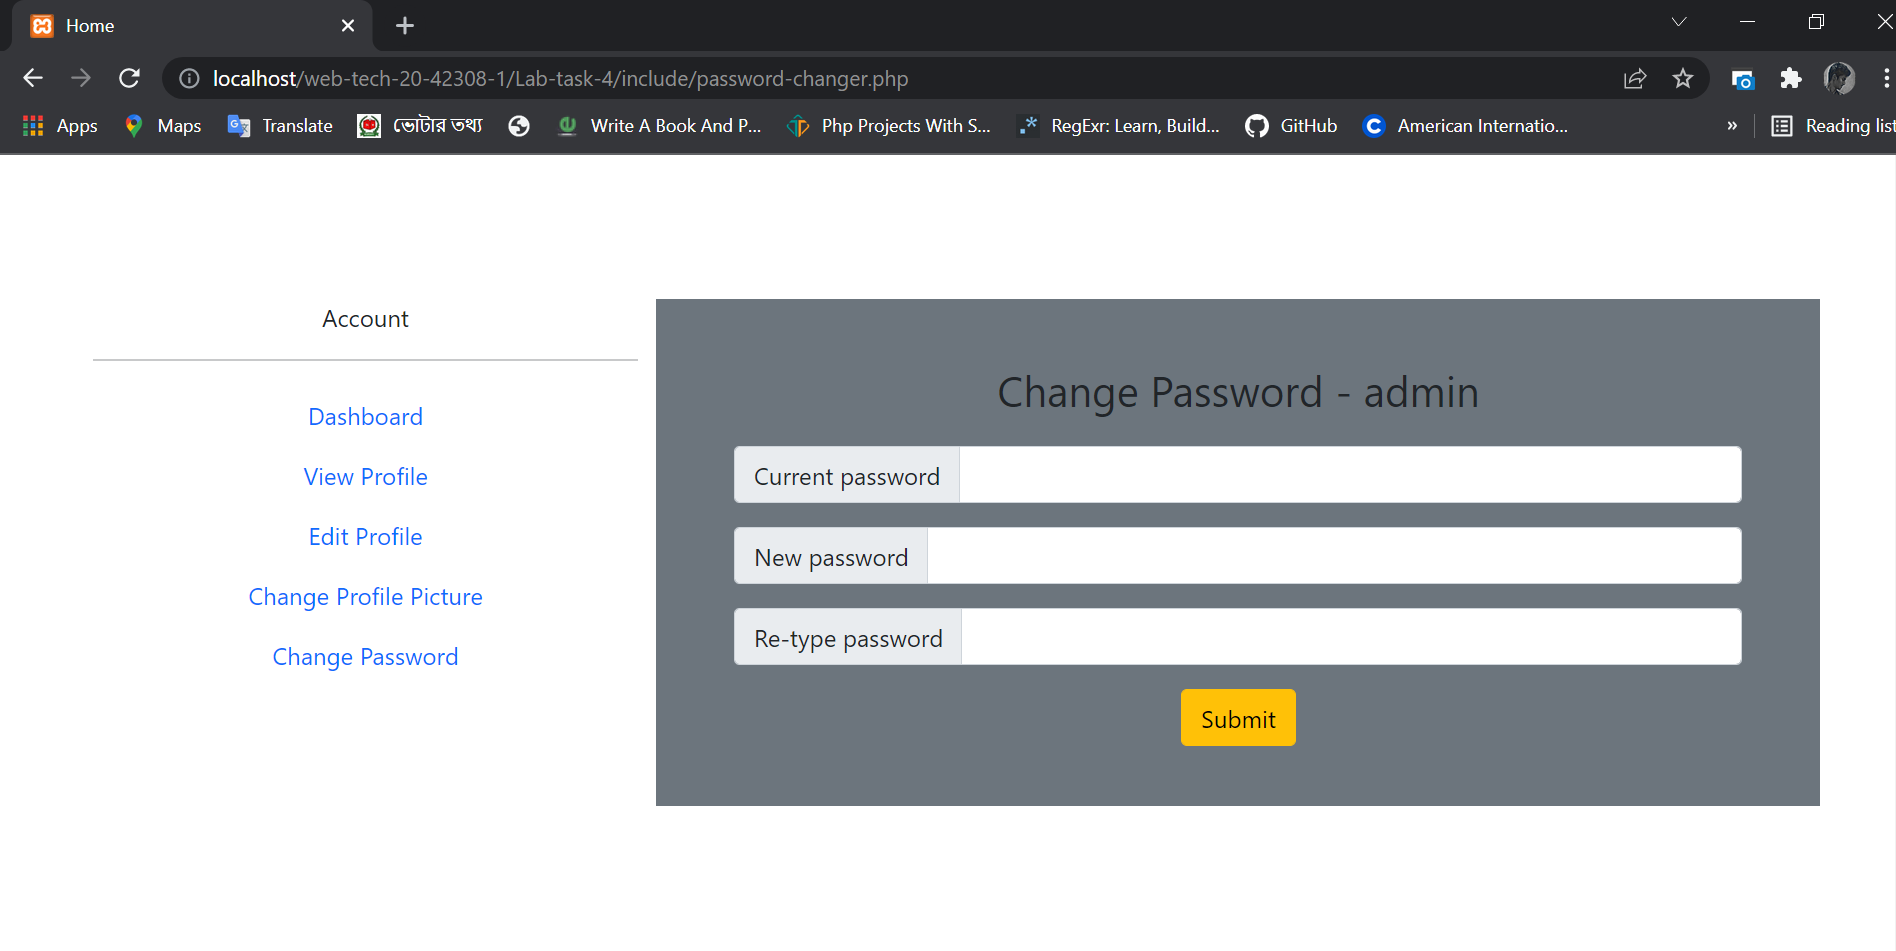 Home
localhost/web-tech-20-42308-1/Lab-task-4/include/password-changer.php
Apps Maps Translate ভোটার তথ্য Write A Book And P... Php Projects With S... RegExr: Learn, Build... GitHub American Internatio... » Reading list
Account
Dashboard
View Profile
Edit Profile
Change Profile Picture
Change Password
Change Password - admin
Current password
New password
Re-type password
Submit